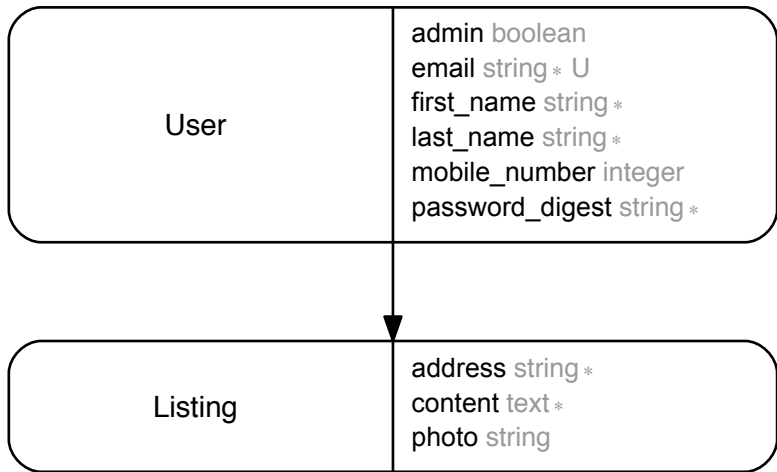 User
admin boolean
email string∗ U
first_name string∗
last_name string∗
mobile_number integer
password_digest string∗
Listing
address string∗
content text∗
photo string